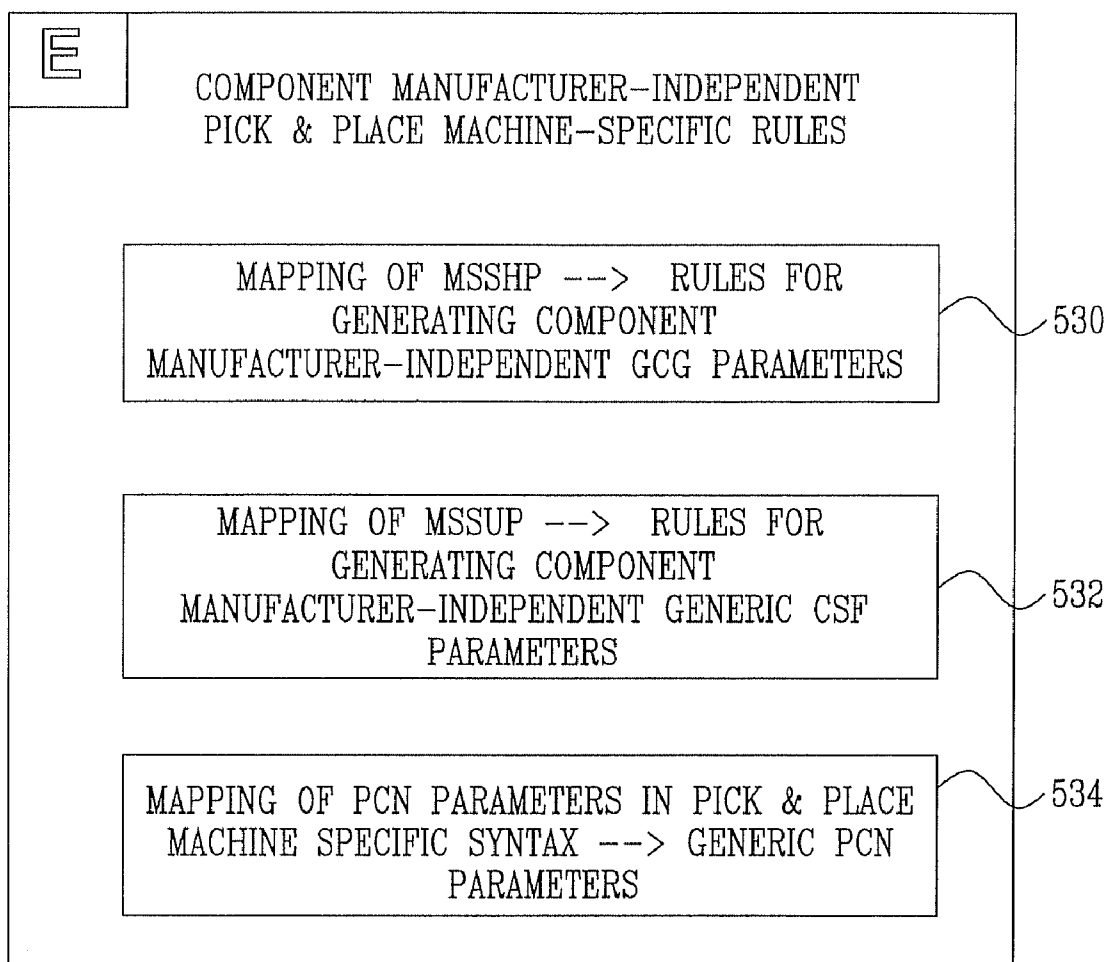 E
COMPONENT MANUFACTURER-INDEPENDENT
PICK & PLACE MACHINE-SPECIFIC RULES
MAPPING OF MSSHP --> RULES FOR
GENERATING COMPONENT
MANUFACTURER-INDEPENDENT GCG PARAMETERS
530
MAPPING OF MSSUP --> RULES FOR
GENERATING COMPONENT
MANUFACTURER-INDEPENDENT GENERIC CSF
PARAMETERS
532
MAPPING OF PCN PARAMETERS IN PICK & PLACE
MACHINE SPECIFIC SYNTAX --> GENERIC PCN
PARAMETERS
534